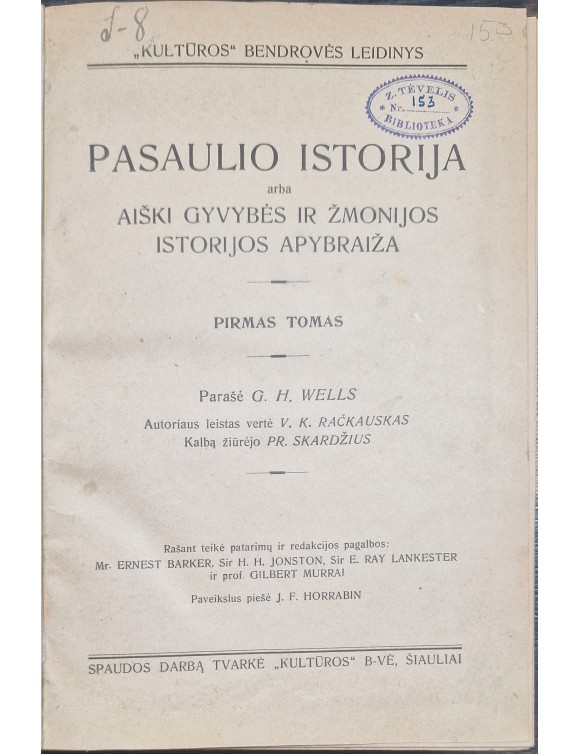 J-8
153
„KULTŪROS“ BENDROVĖS LEIDINYS
Z. TĖVELIS
Nr. 153
BIBLIOTEKA
PASAULIO ISTORIJA
arba
AIŠKI GYVYBĖS IR ŽMONIJOS
ISTORIJOS APYBRAIŽA
PIRMAS TOMAS
Parašė G. H. WELLS
Autoriaus leistas vertė V. K. RAČKAUSKAS
Kalbą žiūrėjo PR. SKARDŽIUS
Rašant teikė patarimų ir redakcijos pagalbos:
Mr. ERNEST BARKER, Sir H. H. JONSTON, Sir E. RAY LANKESTER
ir prof. GILBERT MURRAI
Paveikslus piešė J. F. HORRABIN
SPAUDOS DARBĄ TVARKĖ „KULTŪROS“ B-VĖ, ŠIAULIAI